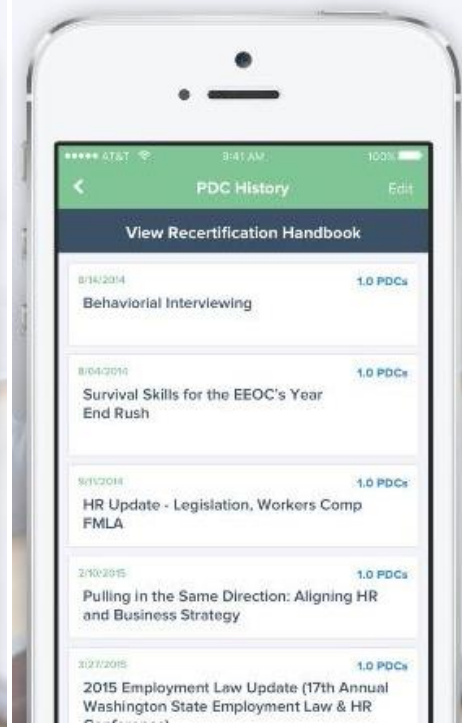 AT&T 9:41 AM 100%
PDC History Edit
View Recertification Handbook
8/14/2014 1.0 PDCs
Behaviorial Interviewing
8/04/2014 1.0 PDCs
Survival Skills for the EEOC's Year
End Rush
9/11/2014 1.0 PDCs
HR Update - Legislation, Workers Comp
FMLA
2/10/2015 1.0 PDCs
Pulling in the Same Direction: Aligning HR
and Business Strategy
3/27/2015 1.0 PDCs
2015 Employment Law Update (17th Annual
Washington State Employment Law & HR
Conference)